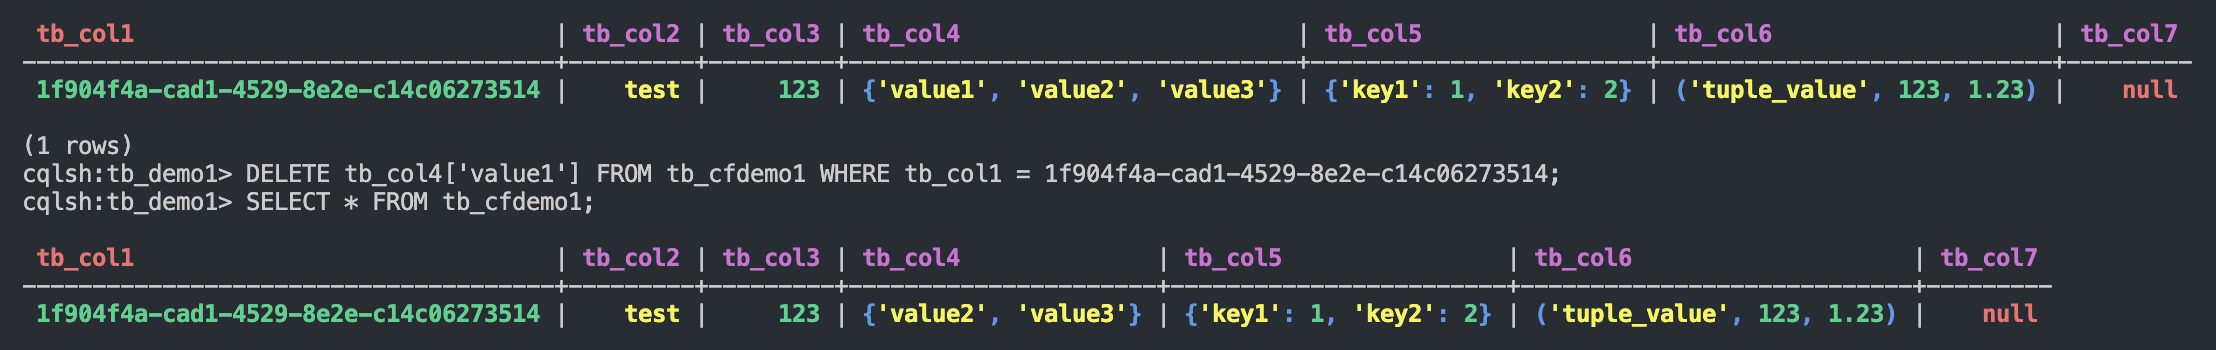 tb_col1 | tb_col2 | tb_col3 | tb_col4 | tb_col5 | tb_col6 | tb_col7
1f904f4a-cad1-4529-8e2e-c14c06273514 | test | 123 | {'value1', 'value2', 'value3'} | {'key1': 1, 'key2': 2} | ('tuple_value', 123, 1.23) | null
(1 rows)
cqlsh:tb_demo1> DELETE tb_col4['value1'] FROM tb_cfdemo1 WHERE tb_col1 = 1f904f4a-cad1-4529-8e2e-c14c06273514;
cqlsh:tb_demo1> SELECT * FROM tb_cfdemo1;
tb_col1 | tb_col2 | tb_col3 | tb_col4 | tb_col5 | tb_col6 | tb_col7
1f904f4a-cad1-4529-8e2e-c14c06273514 | test | 123 | {'value2', 'value3'} | {'key1': 1, 'key2': 2} | ('tuple_value', 123, 1.23) | null